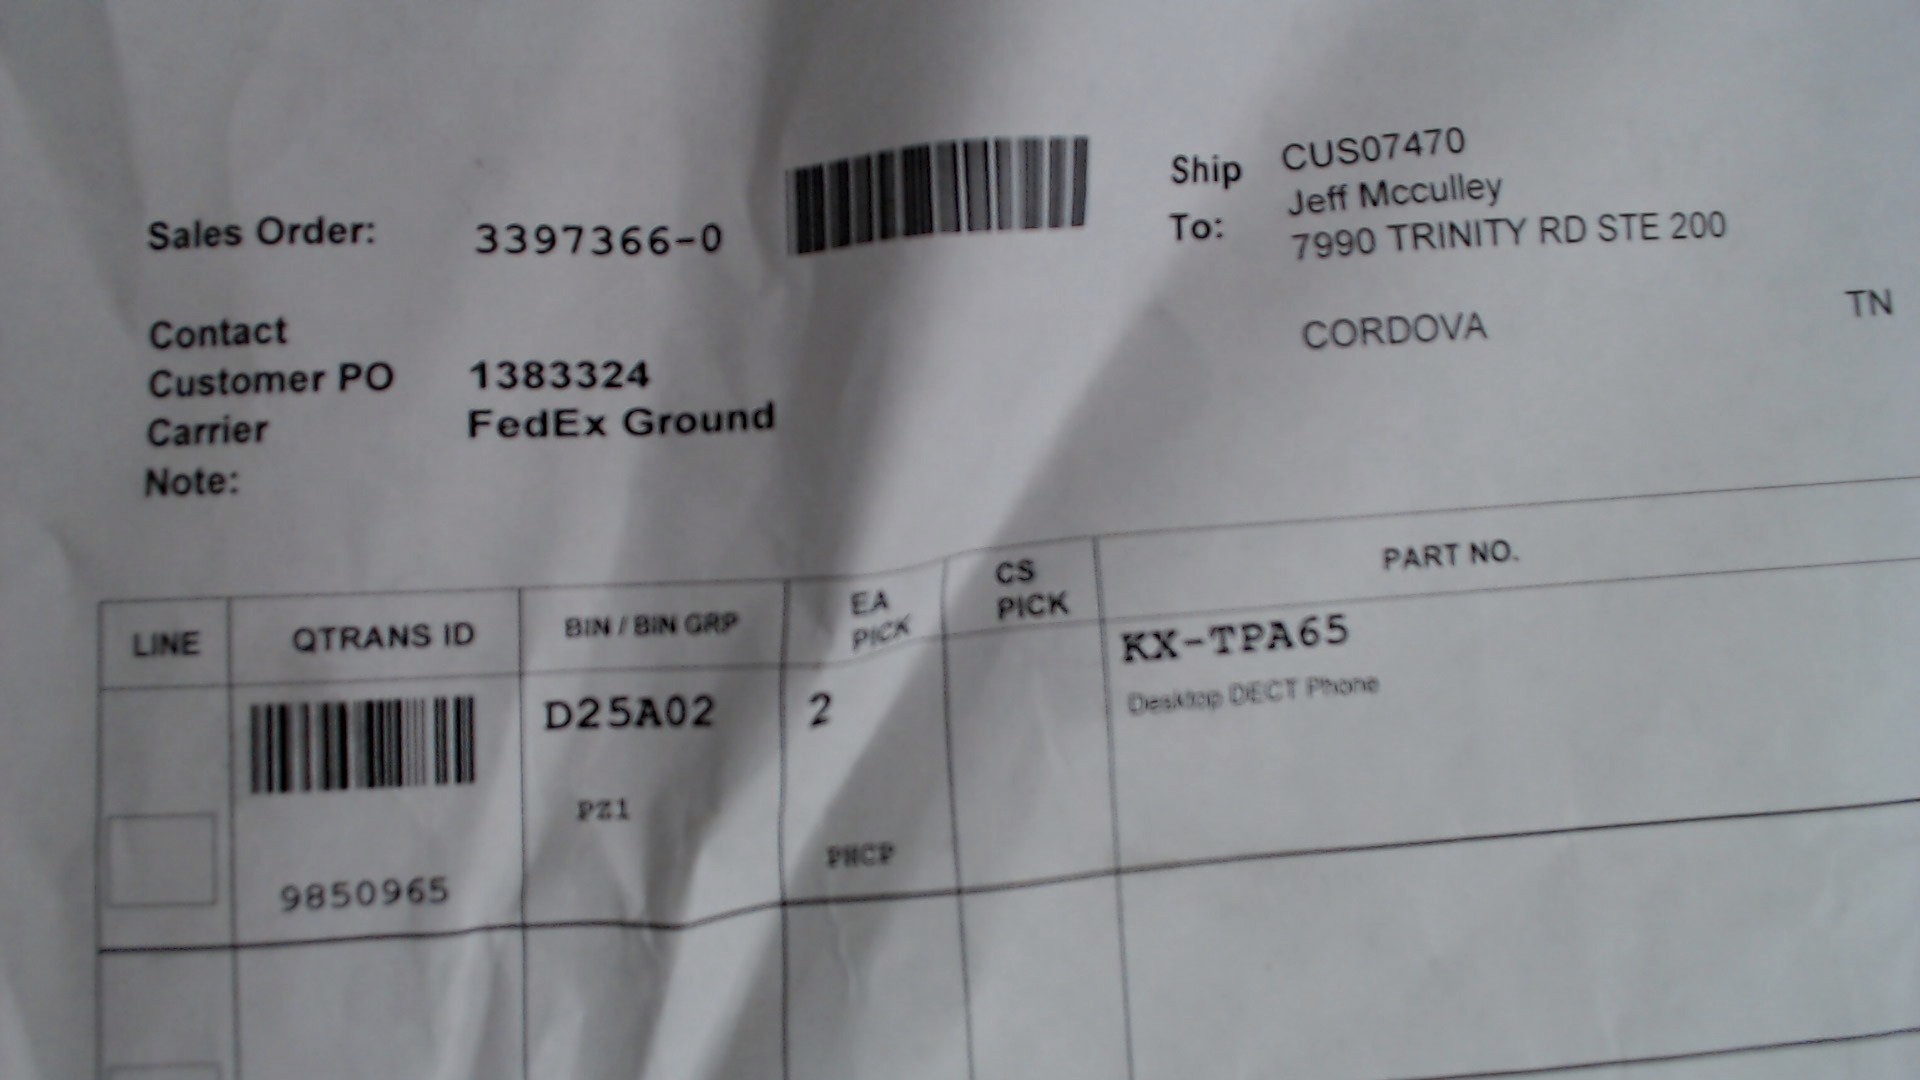 Sales Order: 3397366-0
Ship To:
CUS07470
Jeff Mcculley
7990 TRINITY RD STE 200
CORDOVA TN
Contact
Customer PO 1383324
Carrier FedEx Ground
Note:
LINE QTRANS ID BIN / BIN GRP EA PICK CS PICK PART NO.
D25A02 2 KX-TPA65
Desktop DECT Phone
PZ1
PHCP
9850965